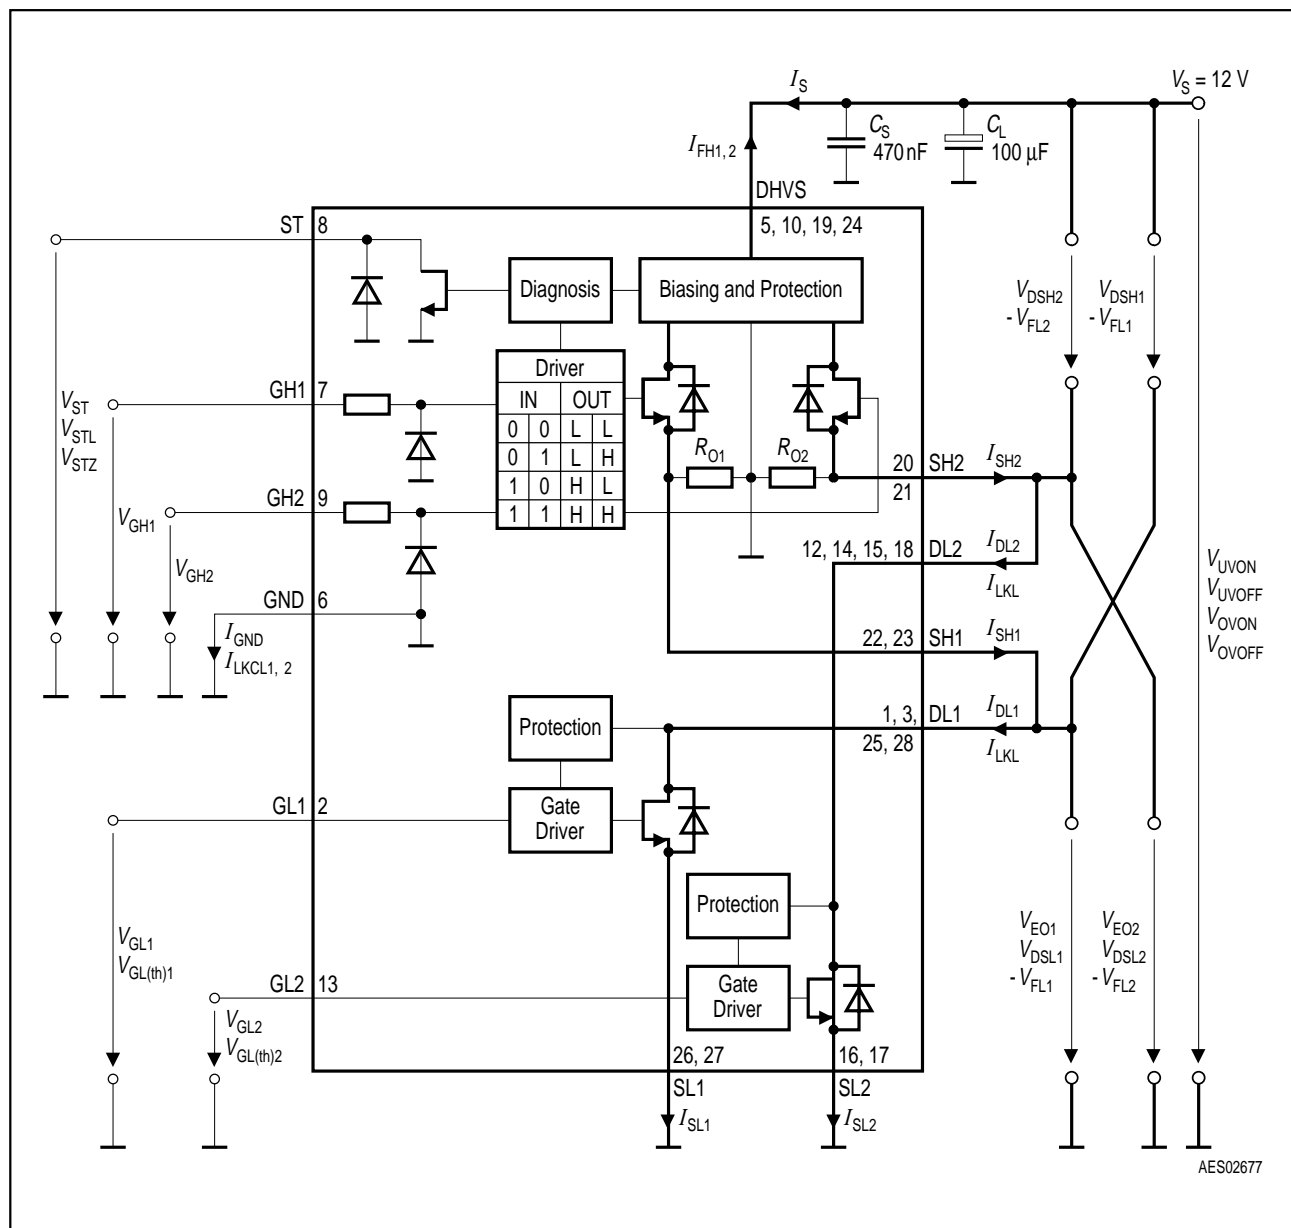 I_S
V_S = 12 V
C_S
470 nF
C_L
100 µF
I_FH1, 2
DHVS
5, 10, 19, 24
ST 8
Diagnosis
Biasing and Protection
V_DSH2
- V_FL2
V_DSH1
- V_FL1
Driver
IN OUT
0 0 L L
0 1 L H
1 0 H L
1 1 H H
GH1 7
V_ST
V_STL
V_STZ
R_O1
R_O2
20 SH2
21
I_SH2
GH2 9
V_GH1
V_GH2
12, 14, 15, 18 DL2
I_DL2
I_LKL
V_UVON
V_UVOFF
V_OVON
V_OVOFF
GND 6
I_GND
I_LKCL1, 2
22, 23 SH1
I_SH1
Protection
1, 3, DL1
25, 28
I_DL1
I_LKL
GL1 2
Gate
Driver
Protection
V_GL1
V_GL(th)1
V_EO1
V_DSL1
- V_FL1
V_EO2
V_DSL2
- V_FL2
GL2 13
Gate
Driver
V_GL2
V_GL(th)2
26, 27
SL1
I_SL1
16, 17
SL2
I_SL2
AES02677